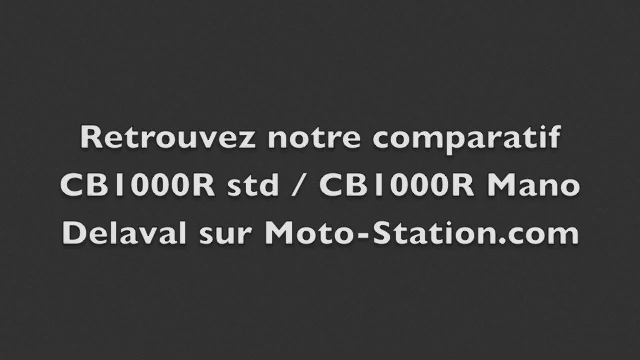 Retrouvez notre comparatif
CB1000R std / CB1000R Mano
Delaval sur Moto-Station.com